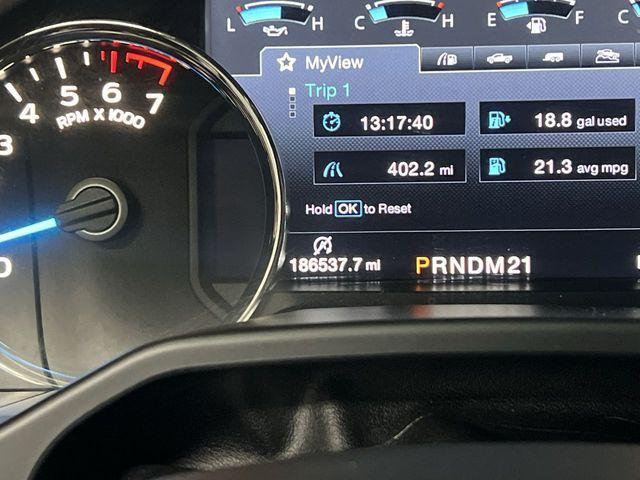 L H C H E F C
MyView
Trip 1
13:17:40 18.8 gal used
402.2 mi 21.3 avg mpg
Hold OK to Reset
186537.7 mi PRNDM21
0 3 4 5 6 7
RPM X 1000